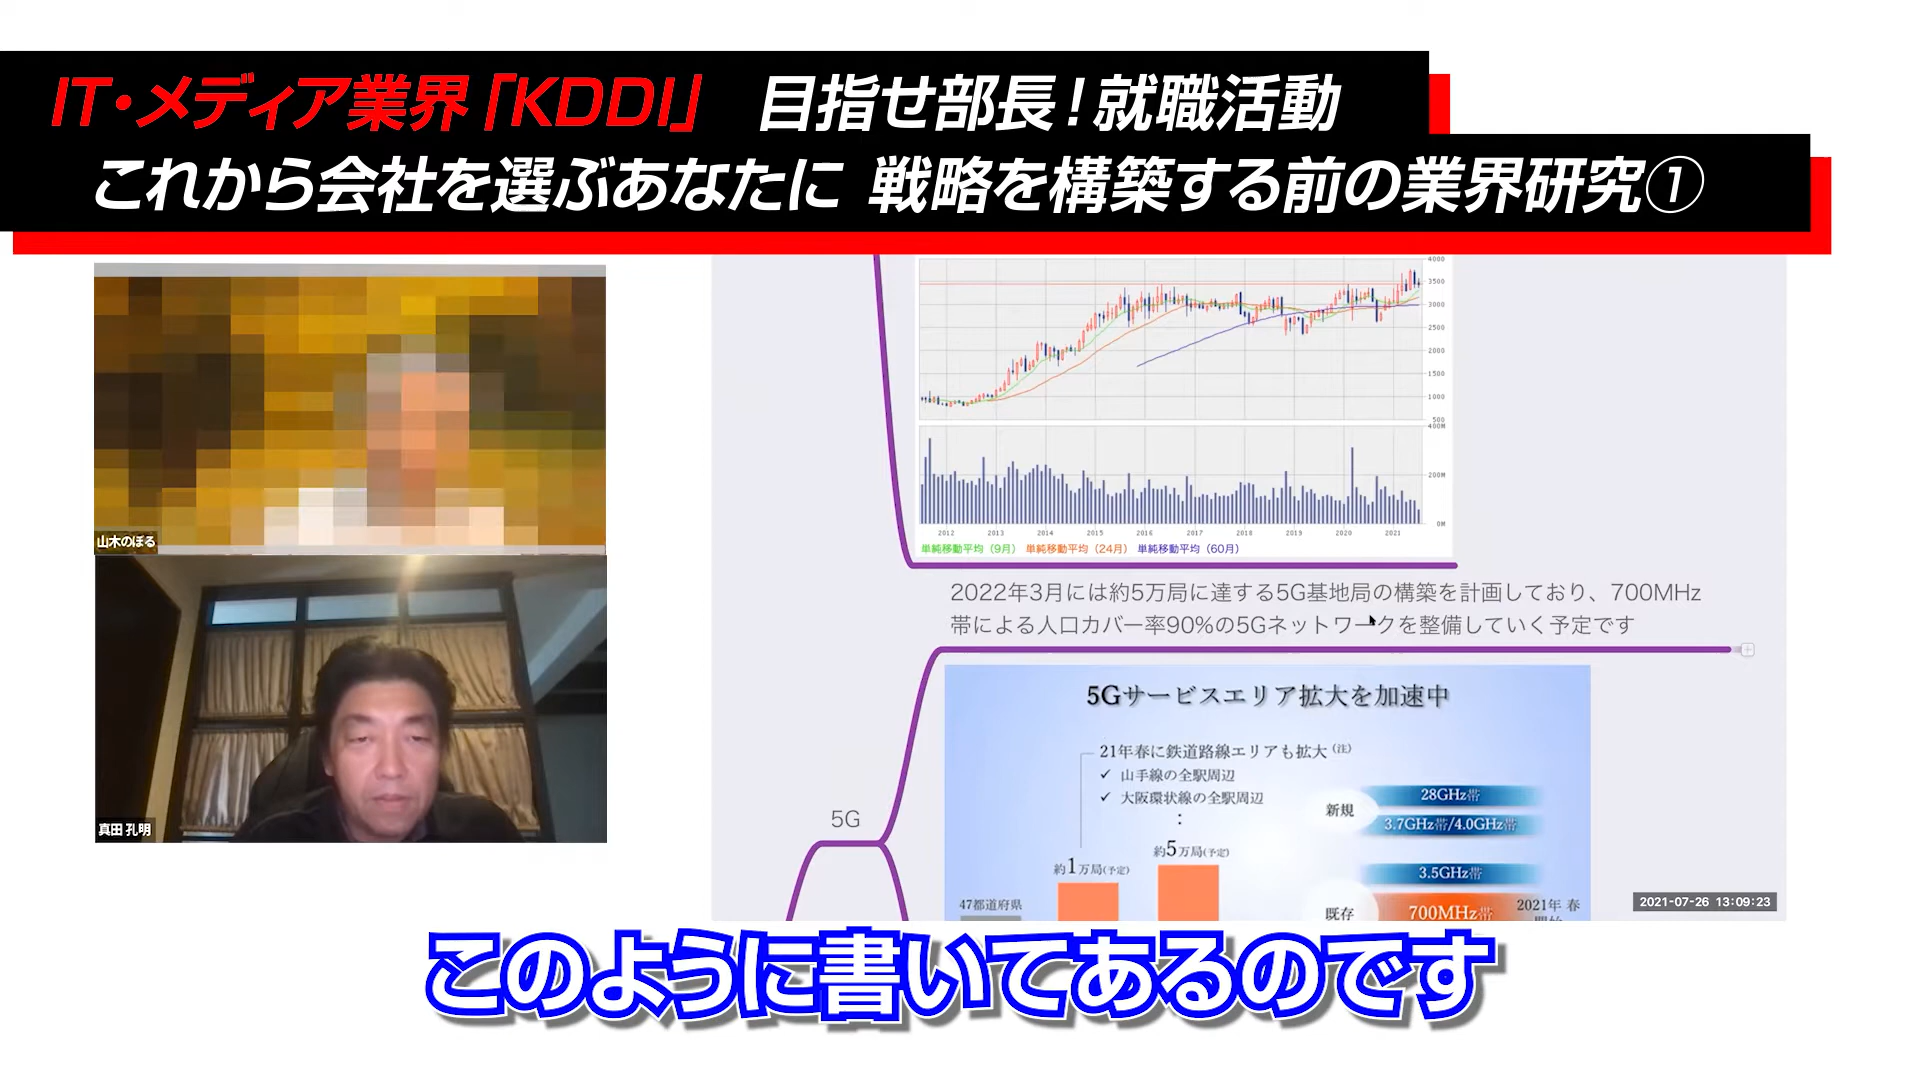 IT・メディア業界「KDDI」 目指せ部長！就職活動
これから会社を選ぶあなたに 戦略を構築する前の業界研究①
山木のぼる
真田 孔明
4000
3500
3000
2500
2000
1500
1000
500
400M
200M
0M
2012 2013 2014 2015 2016 2017 2018 2019 2020 2021
単純移動平均（9月） 単純移動平均（24月） 単純移動平均（60月）
2022年3月には約5万局に達する5G基地局の構築を計画しており、700MHz
帯による人口カバー率90%の5Gネットワークを整備していく予定です
5G
5Gサービスエリア拡大を加速中
21年春に鉄道路線エリアも拡大（注）
✓ 山手線の全駅周辺
✓ 大阪環状線の全駅周辺
：
約1万局(予定)
約5万局(予定)
47都道府県
新規
28GHz帯
3.7GHz帯/4.0GHz帯
3.5GHz帯
既存
700MHz帯
2021年 春
2021-07-26 13:09:23
このように書いてあるのです